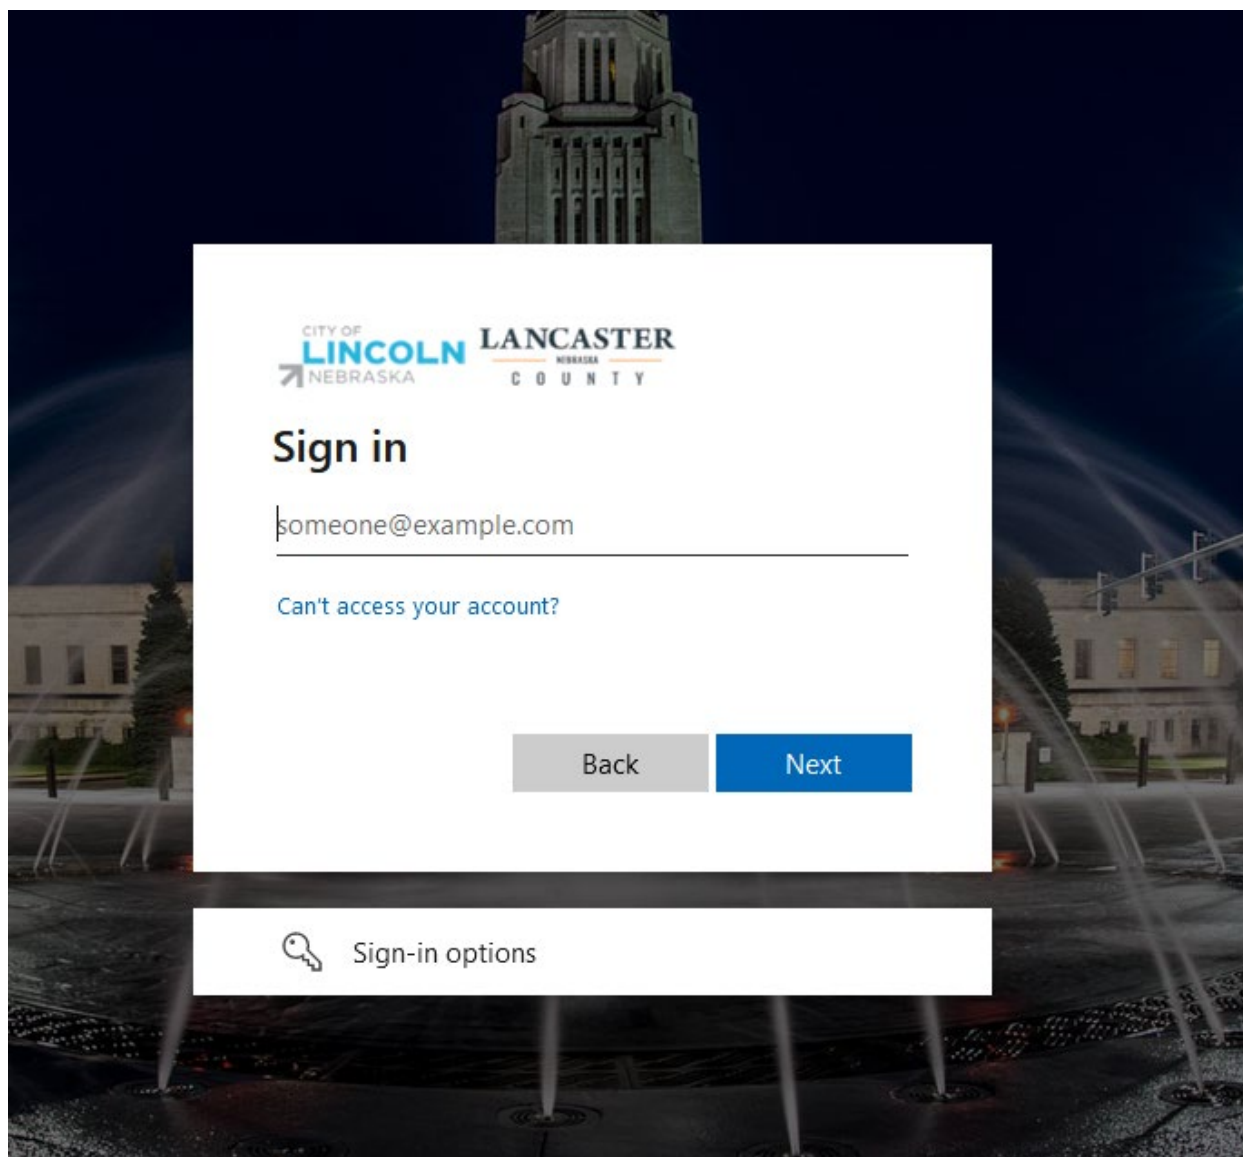 CITY OF
LINCOLN
NEBRASKA
LANCASTER
NEBRASKA
COUNTY
Sign in
someone@example.com
Can't access your account?
Back Next
Sign-in options